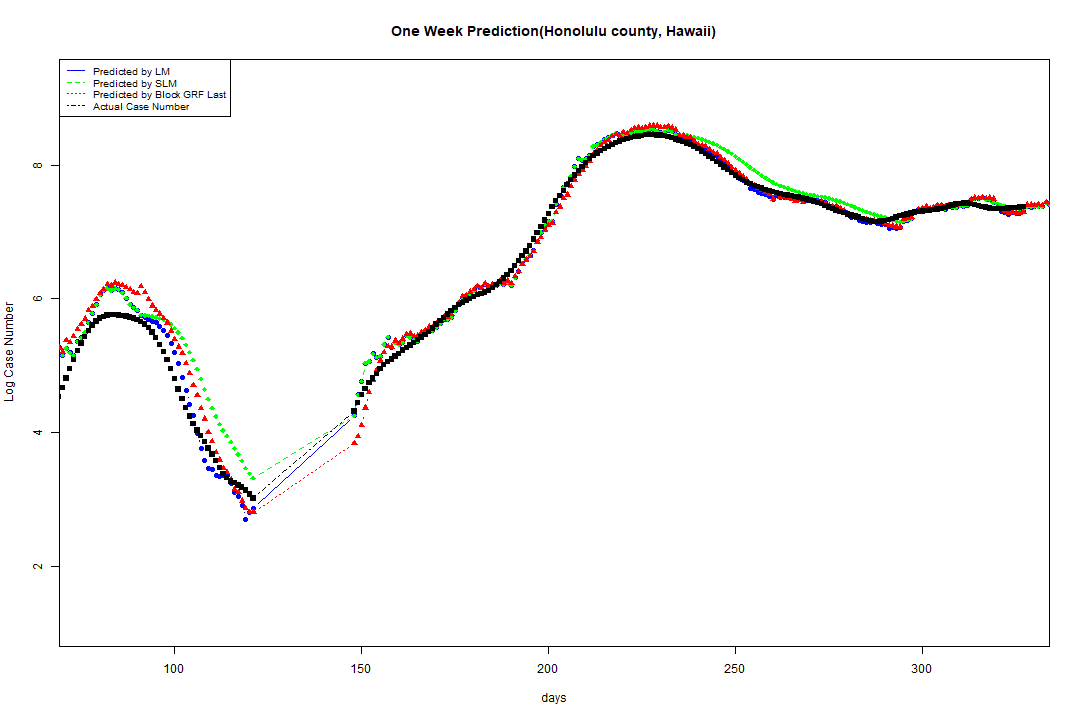 One Week Prediction(Honolulu county, Hawaii)
Predicted by LM
Predicted by SLM
Predicted by Block GRF Last
Actual Case Number
8
6
4
2
Log Case Number
100 150 200 250 300
days